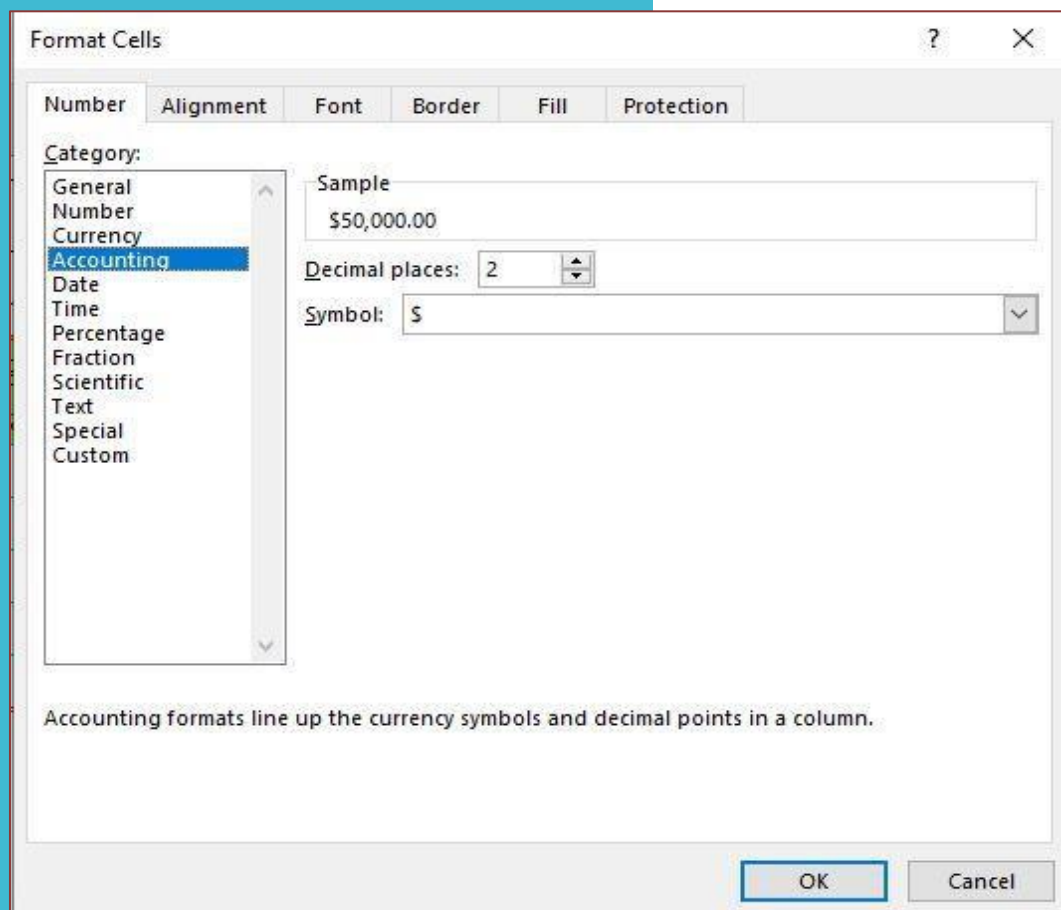 Format Cells ?
Number Alignment Font Border Fill Protection
Category:
General
Number
Currency
Accounting
Date
Time
Percentage
Fraction
Scientific
Text
Special
Custom
Sample
$50,000.00
Decimal places: 2
Symbol: $
Accounting formats line up the currency symbols and decimal points in a column.
OK Cancel